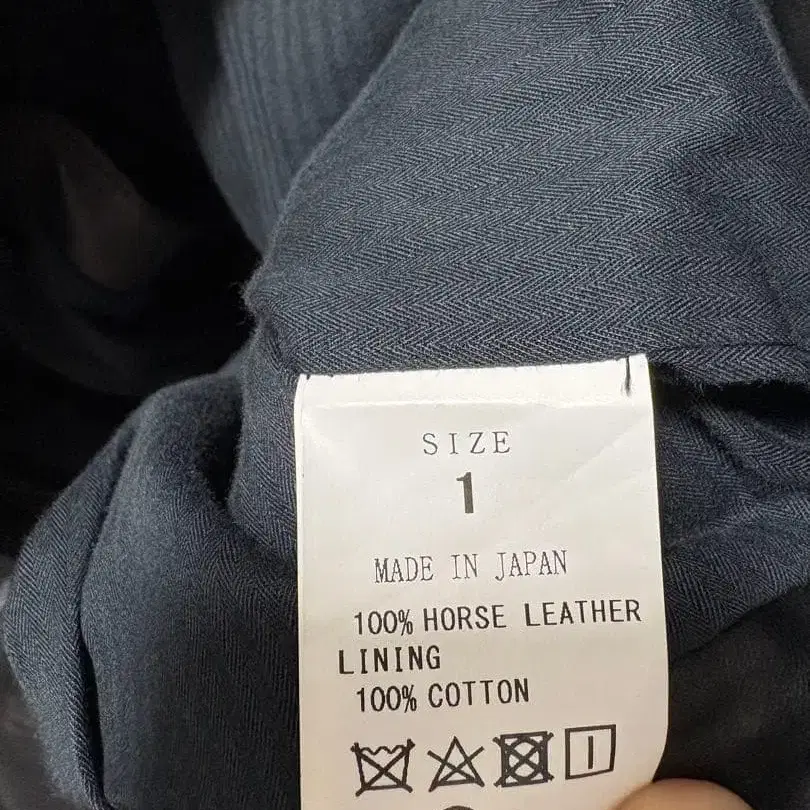 SIZE
1
MADE IN JAPAN
100% HORSE LEATHER
LINING
100% COTTON